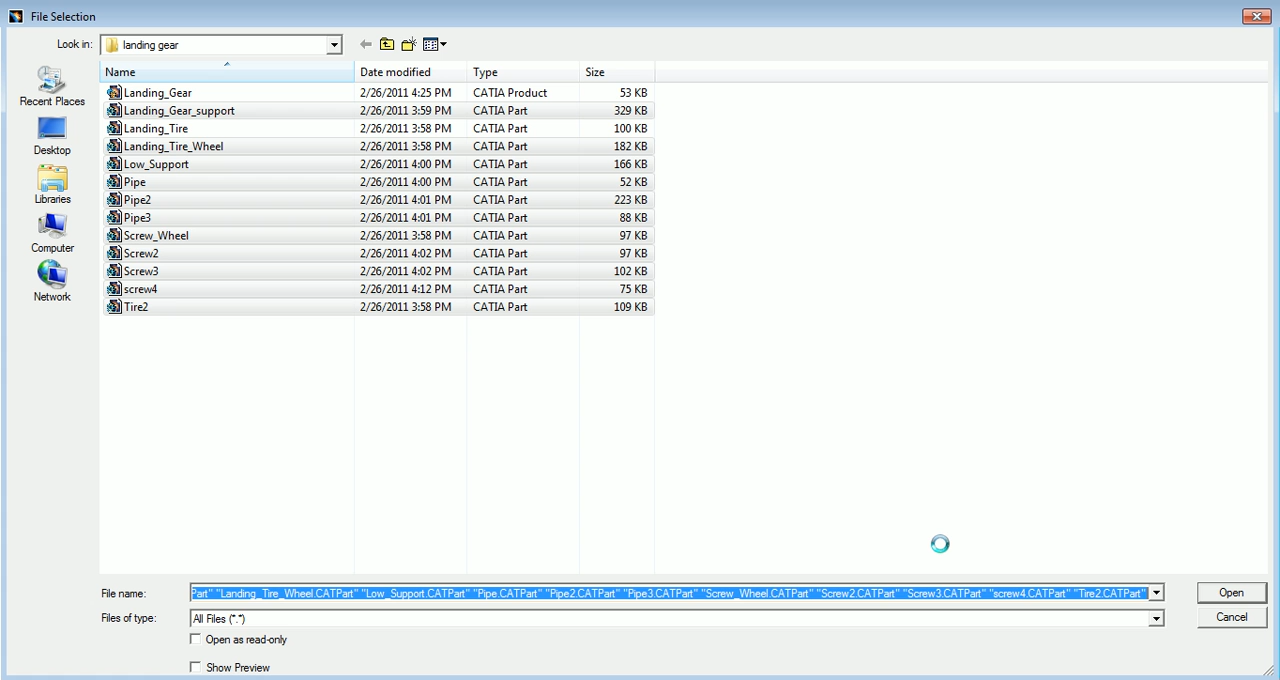 File Selection
Look in: landing gear
Name Date modified Type Size
Recent Places
Desktop
Libraries
Computer
Network
Landing_Gear 2/26/2011 4:25 PM CATIA Product 53 KB
Landing_Gear_support 2/26/2011 3:59 PM CATIA Part 329 KB
Landing_Tire 2/26/2011 3:58 PM CATIA Part 100 KB
Landing_Tire_Wheel 2/26/2011 3:58 PM CATIA Part 182 KB
Low_Support 2/26/2011 4:00 PM CATIA Part 166 KB
Pipe 2/26/2011 4:00 PM CATIA Part 52 KB
Pipe2 2/26/2011 4:01 PM CATIA Part 223 KB
Pipe3 2/26/2011 4:01 PM CATIA Part 88 KB
Screw_Wheel 2/26/2011 3:58 PM CATIA Part 97 KB
Screw2 2/26/2011 4:02 PM CATIA Part 97 KB
Screw3 2/26/2011 4:02 PM CATIA Part 102 KB
screw4 2/26/2011 4:12 PM CATIA Part 75 KB
Tire2 2/26/2011 3:58 PM CATIA Part 109 KB
File name: Part" "Landing_Tire_Wheel.CATPart" "Low_Support.CATPart" "Pipe.CATPart" "Pipe2.CATPart" "Pipe3.CATPart" "Screw_Wheel.CATPart" "Screw2.CATPart" "Screw3.CATPart" "screw4.CATPart" "Tire2.CATPart" Open
Files of type: All Files (*.*) Cancel
Open as read-only
Show Preview